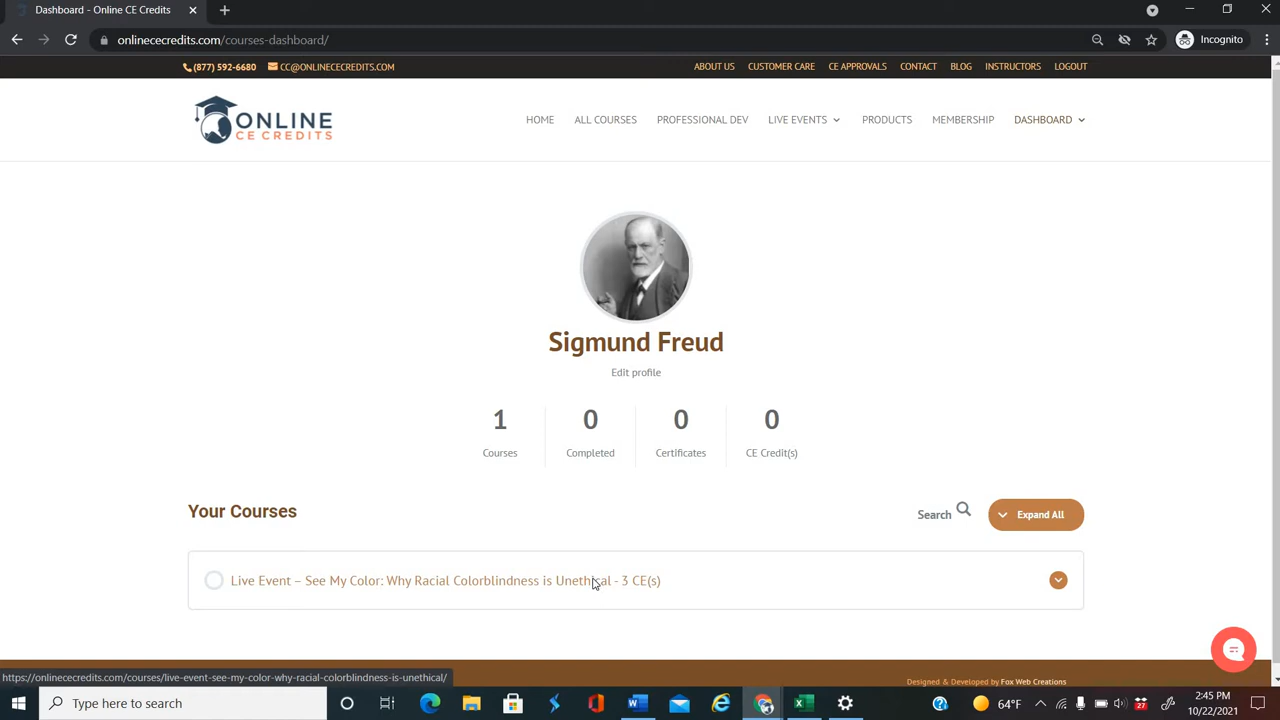 Dashboard - Online CE Credits
onlinececredits.com/courses-dashboard/
Incognito
(877) 592-6680 CC@ONLINECECREDITS.COM
ABOUT US CUSTOMER CARE CE APPROVALS CONTACT BLOG INSTRUCTORS LOGOUT
ONLINE
CE CREDITS
HOME ALL COURSES PROFESSIONAL DEV LIVE EVENTS PRODUCTS MEMBERSHIP DASHBOARD
Sigmund Freud
Edit profile
1 0 0 0
Courses Completed Certificates CE Credit(s)
Your Courses
Search
Expand All
Live Event – See My Color: Why Racial Colorblindness is Unethical - 3 CE(s)
https://onlinececredits.com/courses/live-event-see-my-color-why-racial-colorblindness-is-unethical/
Designed & Developed by Fox Web Creations
Type here to search
64°F
27
2:45 PM
10/22/2021